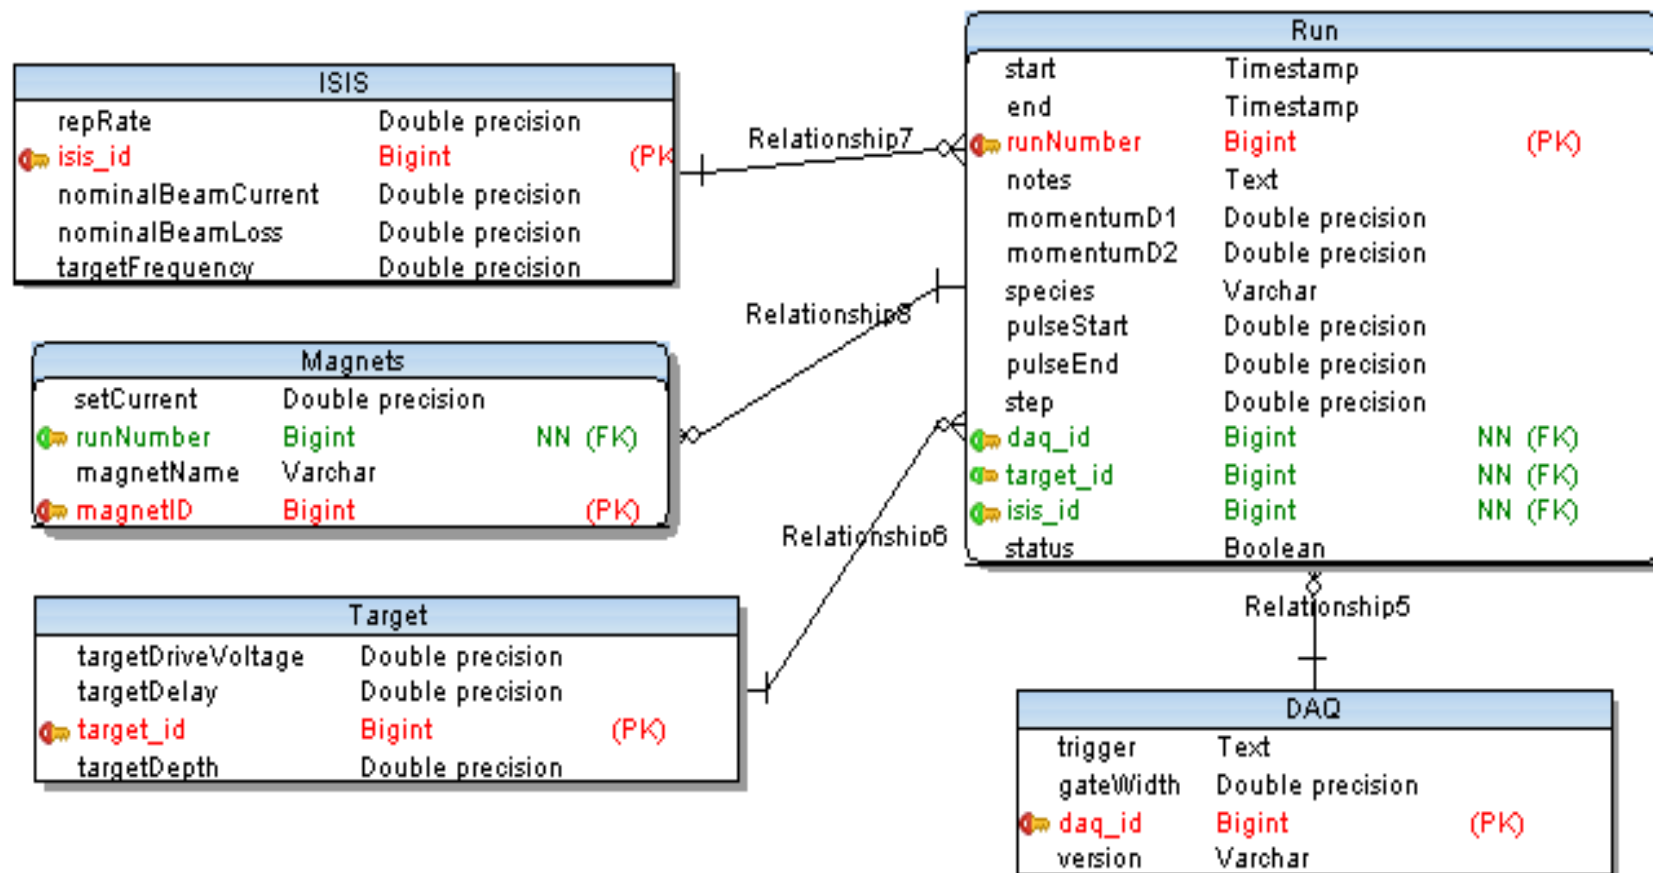 ISIS
repRate Double precision
isis_id Bigint (PK
nominalBeamCurrent Double precision
nominalBeamLoss Double precision
targetFrequency Double precision
Relationship7
Run
start Timestamp
end Timestamp
runNumber Bigint (PK)
notes Text
momentumD1 Double precision
momentumD2 Double precision
species Varchar
pulseStart Double precision
pulseEnd Double precision
step Double precision
daq_id Bigint NN (FK)
target_id Bigint NN (FK)
isis_id Bigint NN (FK)
status Boolean
Relationship8
Magnets
setCurrent Double precision
runNumber Bigint NN (FK)
magnetName Varchar
magnetID Bigint (PK)
Relationship6
Target
targetDriveVoltage Double precision
targetDelay Double precision
target_id Bigint (PK)
targetDepth Double precision
Relationship5
DAQ
trigger Text
gateWidth Double precision
daq_id Bigint (PK)
version Varchar